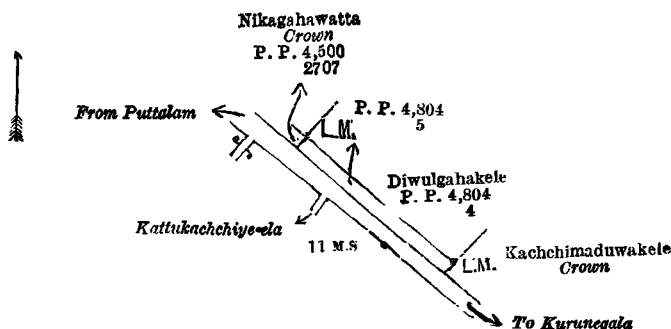 Nikagahawatta
Crown
P. P. 4,500
2707
From Puttalam
L.M.
P. P. 4,804
5
Diwulgahakele
P. P. 4,804
4
Kattukachchiye-ela
11 M.S
L.M.
Kachchimaduwakele
Crown
To Kurunegala